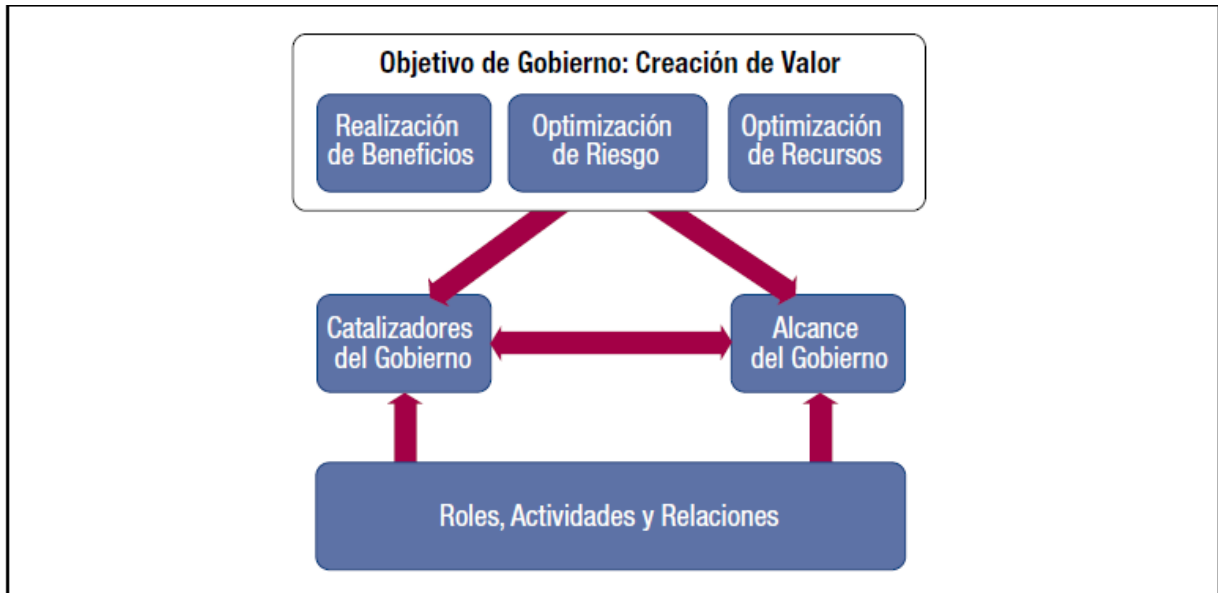 Objetivo de Gobierno: Creación de Valor
Realización
de Beneficios
Optimización
de Riesgo
Optimización
de Recursos
Catalizadores
del Gobierno
Alcance
del Gobierno
Roles, Actividades y Relaciones